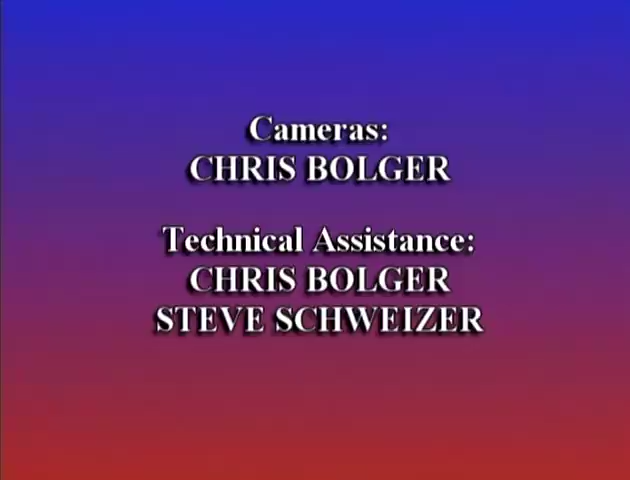 Cameras:
CHRIS BOLGER
Technical Assistance:
CHRIS BOLGER
STEVE SCHWEIZER